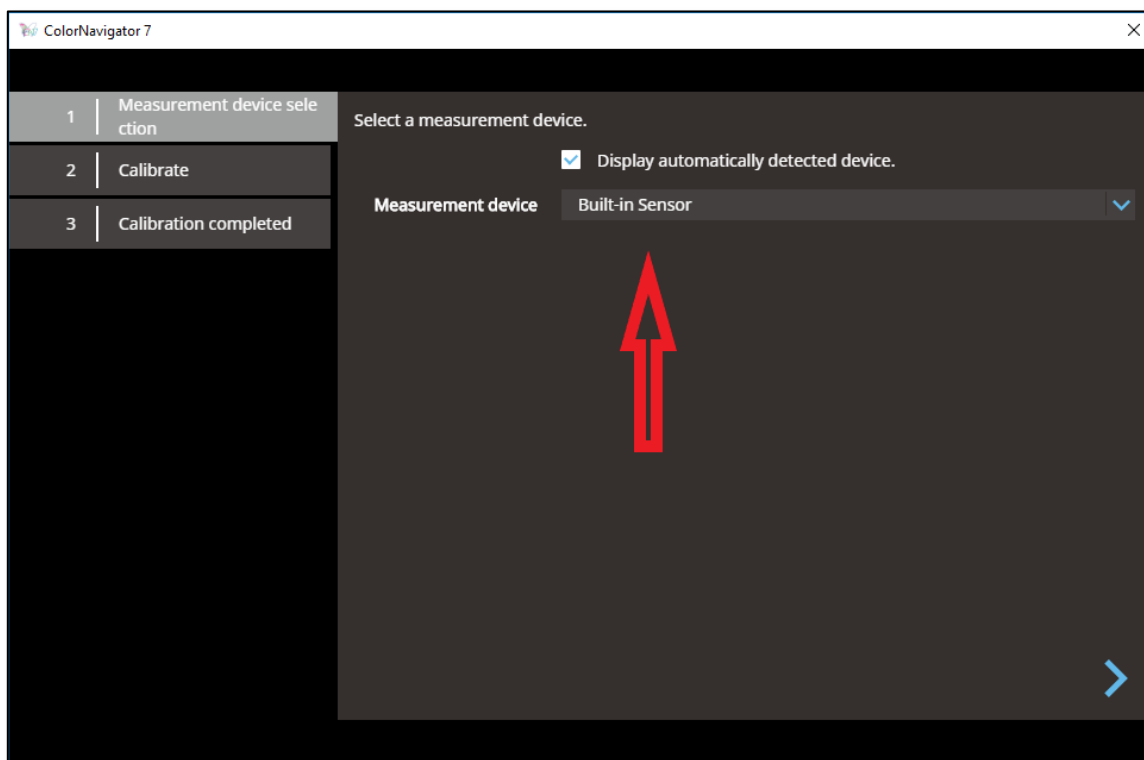 ColorNavigator 7
1
Measurement device sele
ction
2
Calibrate
3
Calibration completed
Select a measurement device.
Display automatically detected device.
Measurement device
Built-in Sensor